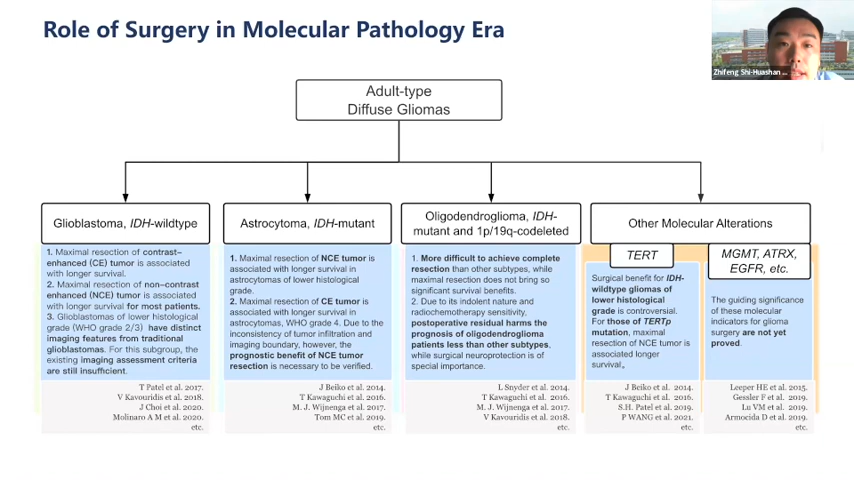 Role of Surgery in Molecular Pathology Era
Zhifeng Shi-Huashan ...
Adult-type
Diffuse Gliomas
Glioblastoma, IDH-wildtype
1. Maximal resection of contrast-
enhanced (CE) tumor is associated
with longer survival.
2. Maximal resection of non-contrast
enhanced (NCE) tumor is associated
with longer survival for most patients.
3. Glioblastomas of lower histological
grade (WHO grade 2/3) have distinct
imaging features from traditional
glioblastomas. For this subgroup, the
existing imaging assessment criteria
are still insufficient.
T Patel et al. 2017.
V Kavouridis et al. 2018.
J Choi et al. 2020.
Molinaro A M et al. 2020.
etc.
Astrocytoma, IDH-mutant
1. Maximal resection of NCE tumor is
associated with longer survival in
astrocytomas of lower histological
grade.
2. Maximal resection of CE tumor is
associated with longer survival in
astrocytomas, WHO grade 4. Due to the
inconsistency of tumor infiltration and
imaging boundary, however, the
prognostic benefit of NCE tumor
resection is necessary to be verified.
J Beiko et al. 2014.
T Kawaguchi et al. 2016.
M. J. Wijnenga et al. 2017.
Tom MC et al. 2019.
etc.
Oligodendroglioma, IDH-
mutant and 1p/19q-codeleted
1. More difficult to achieve complete
resection than other subtypes, while
maximal resection does not bring so
significant survival benefits.
2. Due to its indolent nature and
radiochemotherapy sensitivity,
postoperative residual harms the
prognosis of oligodendroglioma
patients less than other subtypes.
while surgical neuroprotection is of
special importance.
L Snyder et al. 2014.
T Kawaguchi et al. 2016.
M. J. Wijnenga et al. 2017.
V Kavouridis et al. 2018.
etc.
Other Molecular Alterations
TERT
Surgical benefit for IDH-
wildtype gliomas of
lower histological
grade is controversial.
For those of TERTp
mutation, maximal
resection of NCE tumor is
associated longer
survival。
J Beiko et al. 2014.
T Kawaguchi et al. 2016.
S.H. Patel et al. 2019.
P WANG et al. 2021.
etc.
MGMT, ATRX,
EGFR, etc.
The guiding significance
of these molecular
indicators for glioma
surgery are not yet
proved.
Leeper HE et al. 2015.
Gessler F et al. 2019.
Lu VM et al. 2019.
Armocida D et al. 2019.
etc.